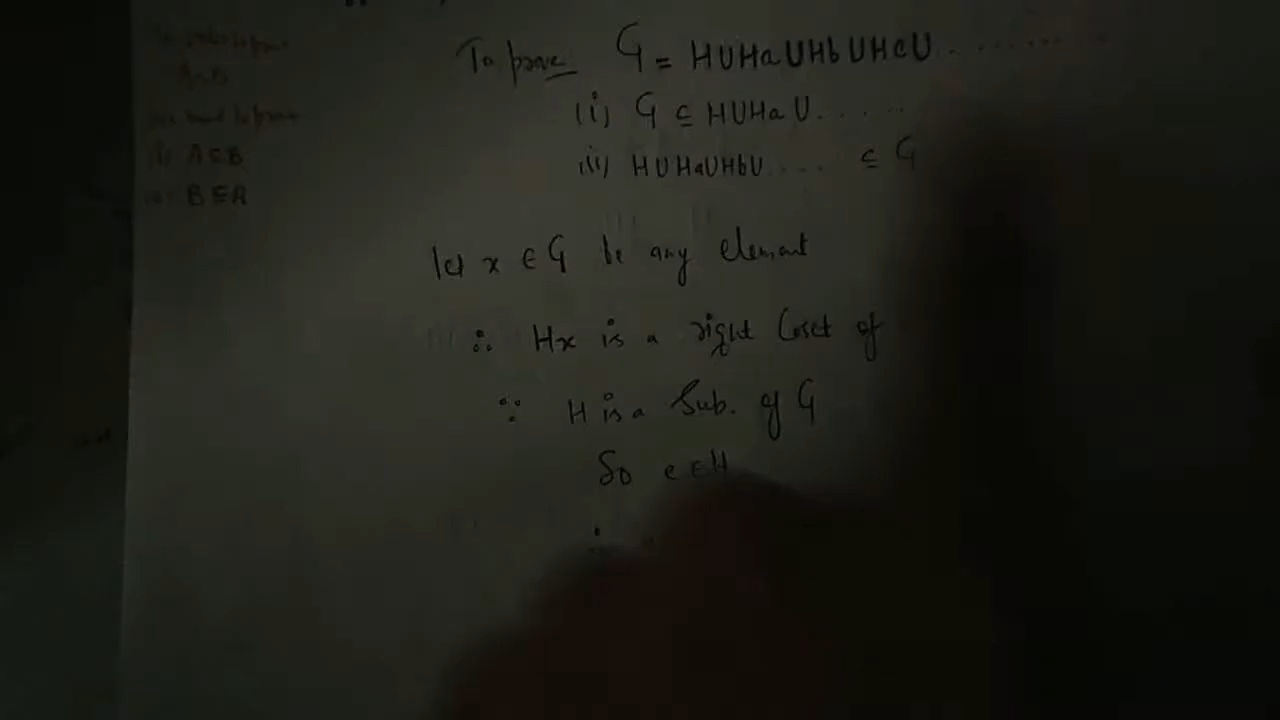 To prove G = HUHaUHbUHcU . . . . . . . .
(i) G ⊆ HUHaU. . . . . .
(ii) HUHaUHbU . . . . ⊆ G
A = B
(i) A ⊆ B
B ⊆ A
let x ∈ G be any element
∴ Hx is a right Coset of
∵ H is a Sub. of G
So e ∈ H
∴